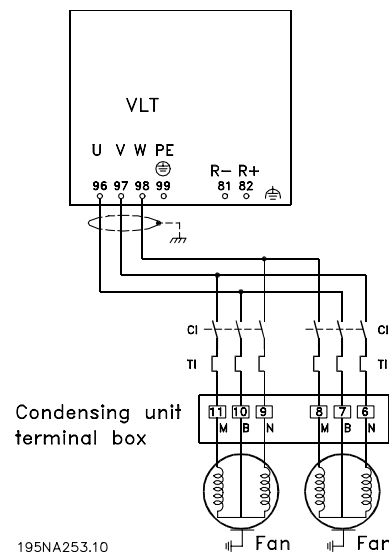 VLT
U V W PE
R- R+
96 97 98 99 81 82
CI CI
TI TI
11 10 9 8 7 6
M B N M B N
Condensing unit
terminal box
195NA253.10
Fan Fan